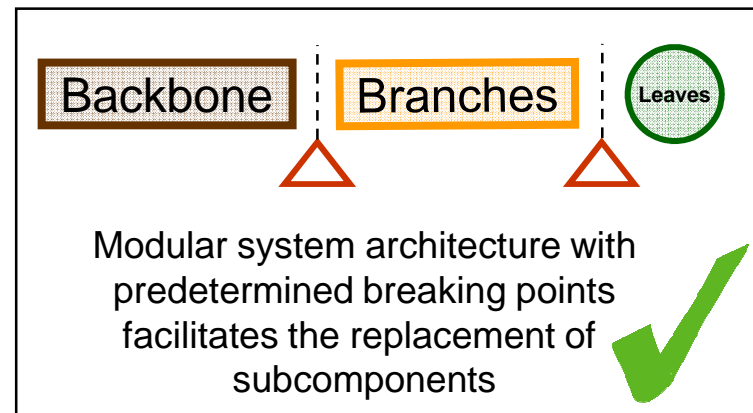 Backbone Branches Leaves
Modular system architecture with
predetermined breaking points
facilitates the replacement of
subcomponents